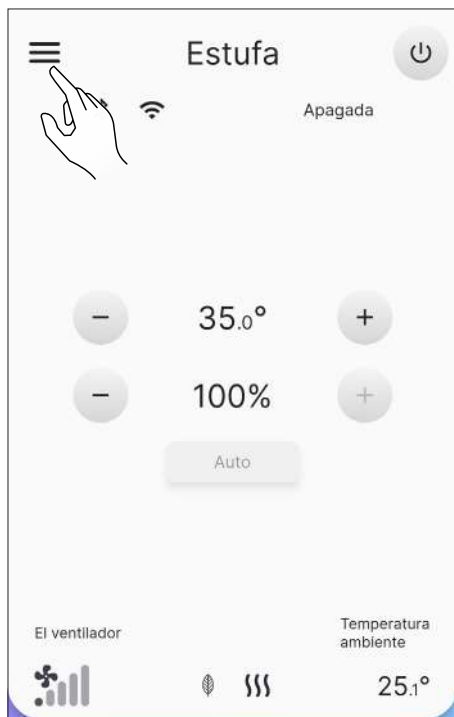 Estufa
Apagada
− 35.0° +
− 100% +
Auto
El ventilador
Temperatura
ambiente
25.1°